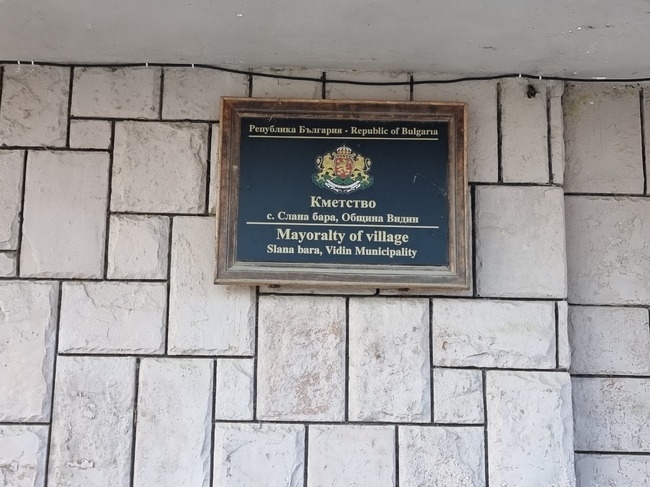 Република България - Republic of Bulgaria
Кметство
с. Слана бара, Община Видин
Mayoralty of village
Slana bara, Vidin Municipality